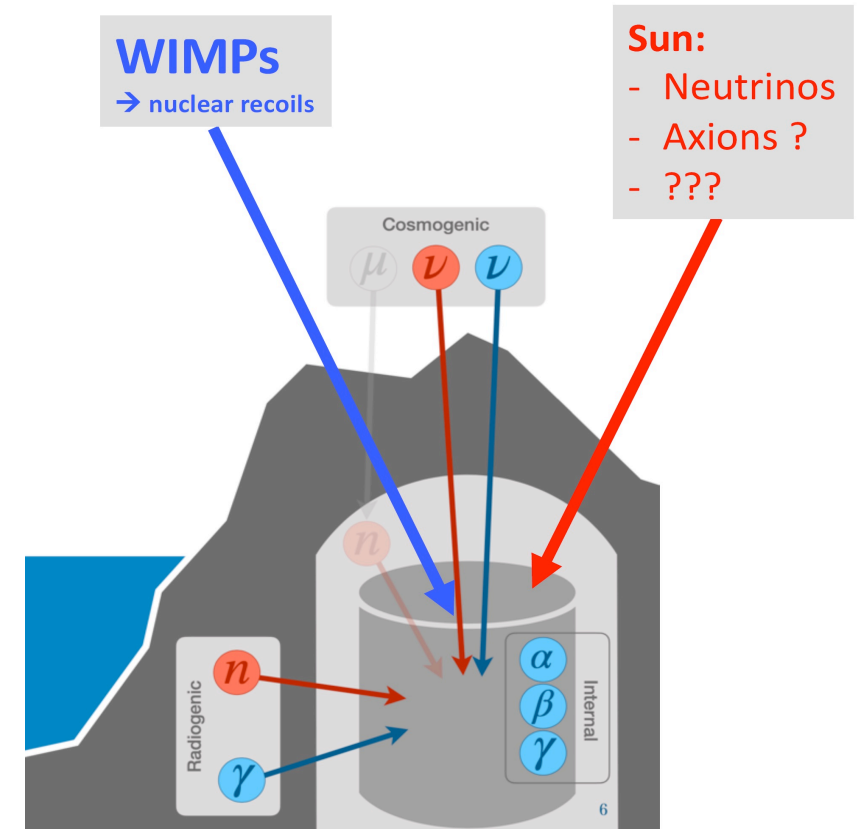 WIMPs
➔ nuclear recoils
Sun:
- Neutrinos
- Axions ?
- ???
Cosmogenic
μ ν ν
n
Radiogenic
n
γ
α
β
γ
Internal
6